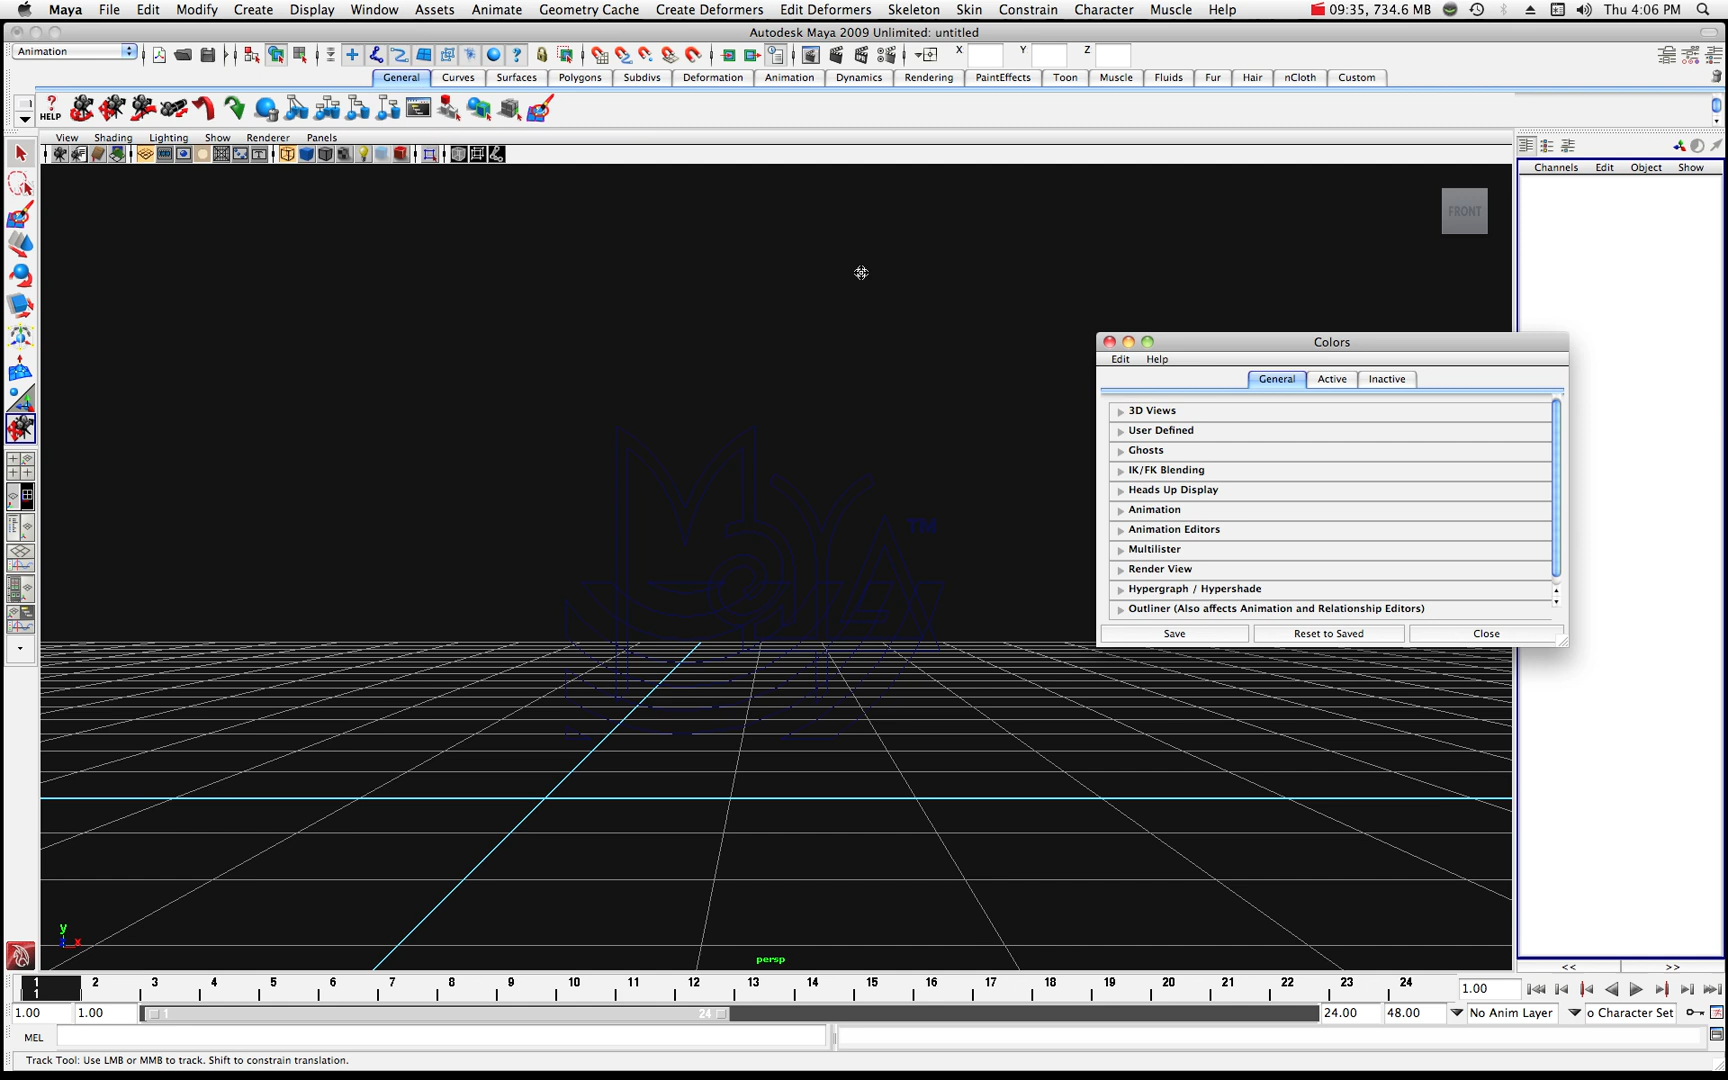 Maya File Edit Modify Create Display Window Assets Animate Geometry Cache Create Deformers Edit Deformers Skeleton Skin Constrain Character Muscle Help 09:35, 734.6 MB Thu 4:06 PM
Autodesk Maya 2009 Unlimited: untitled
Animation X Y Z
General Curves Surfaces Polygons Subdivs Deformation Animation Dynamics Rendering PaintEffects Toon Muscle Fluids Fur Hair nCloth Custom
? HELP
View Shading Lighting Show Renderer Panels
Channels Edit Object Show
FRONT
Colors
Edit Help
General Active Inactive
3D Views
User Defined
Ghosts
IK/FK Blending
Heads Up Display
Animation
Animation Editors
Multilister
Render View
Hypergraph / Hypershade
Outliner (Also affects Animation and Relationship Editors)
Save Reset to Saved Close
MAYA TM
y
x
persp
<< >>
1 2 3 4 5 6 7 8 9 10 11 12 13 14 15 16 17 18 19 20 21 22 23 24 1.00
1
1.00 1.00 1 24 24.00 48.00 No Anim Layer o Character Set
MEL
Track Tool: Use LMB or MMB to track. Shift to constrain translation.